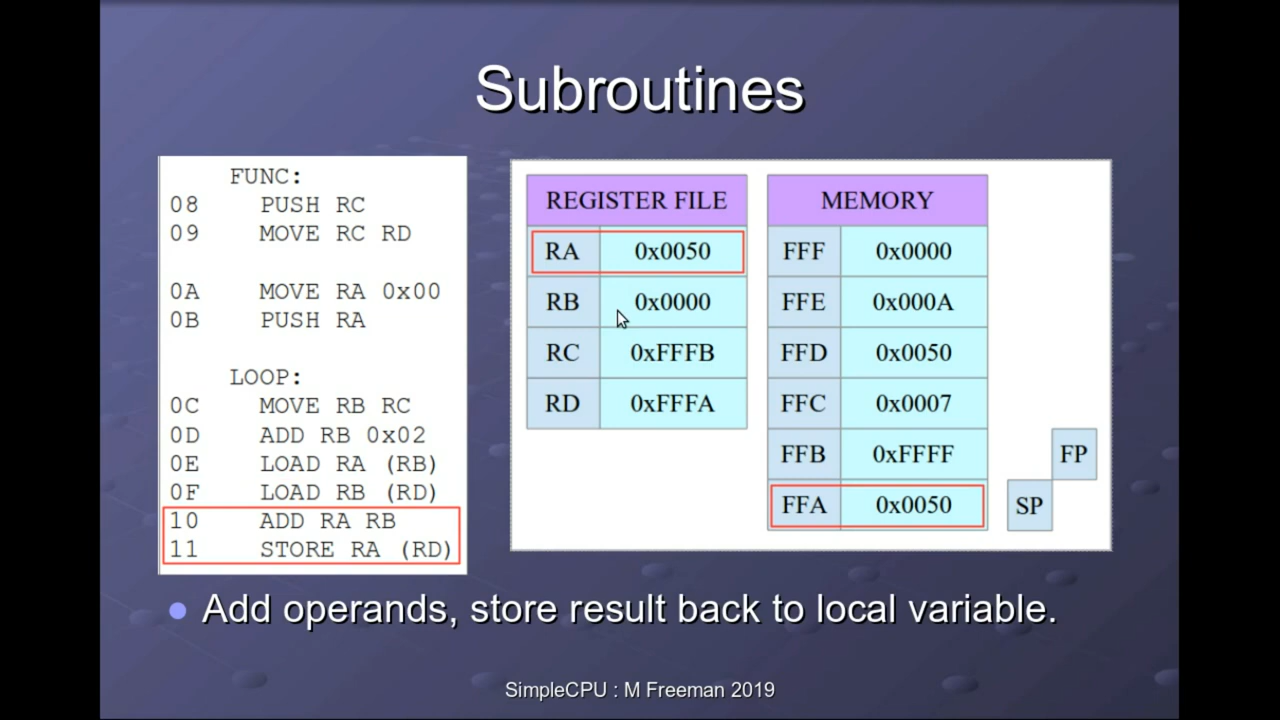 Subroutines
FUNC:
08 PUSH RC
09 MOVE RC RD
0A MOVE RA 0x00
0B PUSH RA
LOOP:
0C MOVE RB RC
0D ADD RB 0x02
0E LOAD RA (RB)
0F LOAD RB (RD)
10 ADD RA RB
11 STORE RA (RD)
REGISTER FILE
RA 0x0050
RB 0x0000
RC 0xFFFB
RD 0xFFFA
MEMORY
FFF 0x0000
FFE 0x000A
FFD 0x0050
FFC 0x0007
FFB 0xFFFF FP
FFA 0x0050 SP
Add operands, store result back to local variable.
SimpleCPU : M Freeman 2019